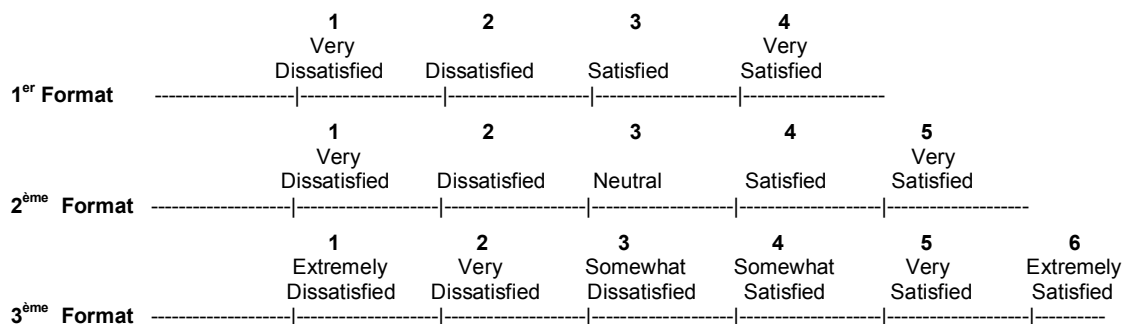 1 2 3 4
Very Very
Dissatisfied Dissatisfied Satisfied Satisfied
1er Format --------------------|--------------------|--------------------|--------------------|--------------------
1 2 3 4 5
Very Very
Dissatisfied Dissatisfied Neutral Satisfied Satisfied
2ème Format --------------------|--------------------|--------------------|--------------------|--------------------
1 2 3 4 5 6
Extremely Very Somewhat Somewhat Very Extremely
Dissatisfied Dissatisfied Dissatisfied Satisfied Satisfied Satisfied
3ème Format --------------------|--------------------|--------------------|--------------------|--------------------|----------